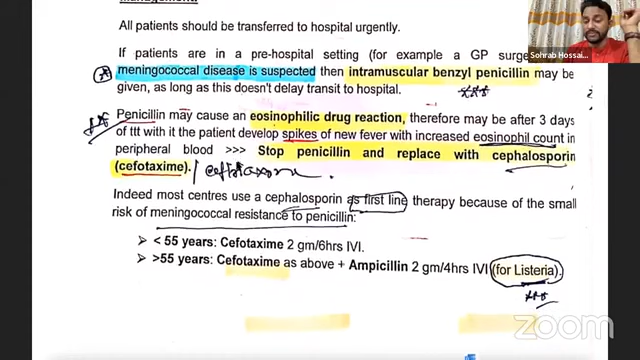 Management:
All patients should be transferred to hospital urgently.
If patients are in a pre-hospital setting (for example a GP surge
meningococcal disease is suspected then intramuscular benzyl penicillin may be
given, as long as this doesn't delay transit to hospital.
Penicillin may cause an eosinophilic drug reaction, therefore may be after 3 days
of ttt with it the patient develop spikes of new fever with increased eosinophil count in
peripheral blood >>> Stop penicillin and replace with cephalosporin
(cefotaxime). / ceftriaxone.
Indeed most centres use a cephalosporin as first line therapy because of the small
risk of meningococcal resistance to penicillin:
➢ < 55 years: Cefotaxime 2 gm/6hrs IVI.
➢ >55 years: Cefotaxime as above + Ampicillin 2 gm/4hrs IVI (for Listeria).
Sohrab Hossai...
zoom